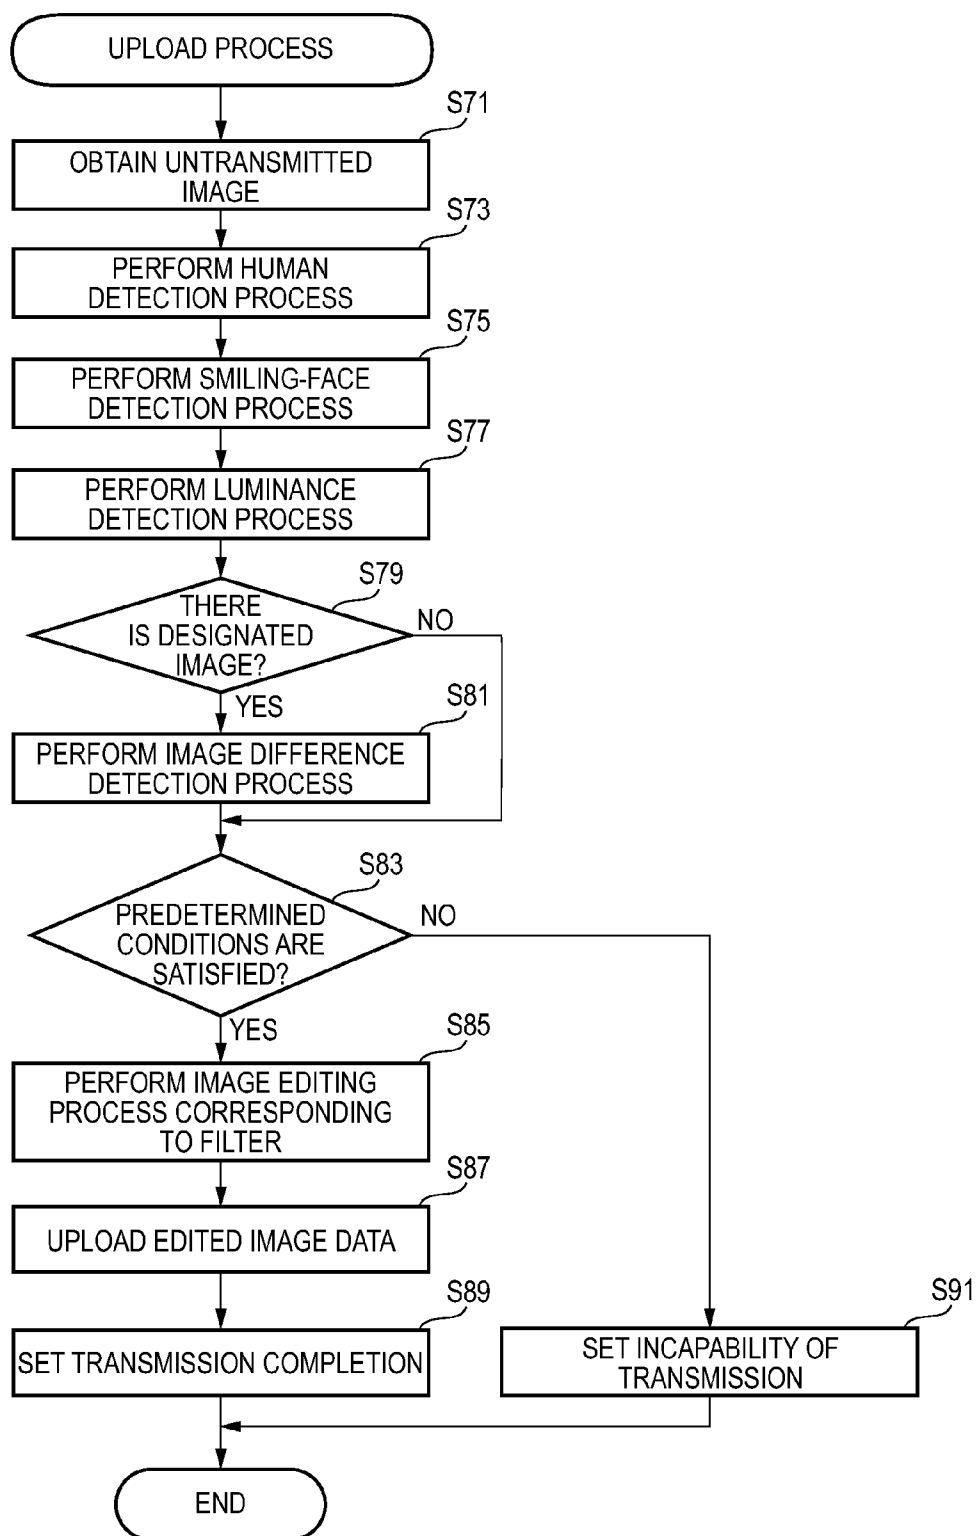 UPLOAD PROCESS
S71
OBTAIN UNTRANSMITTED
IMAGE
S73
PERFORM HUMAN
DETECTION PROCESS
S75
PERFORM SMILING-FACE
DETECTION PROCESS
S77
PERFORM LUMINANCE
DETECTION PROCESS
S79
THERE
IS DESIGNATED
IMAGE?
NO
YES
S81
PERFORM IMAGE DIFFERENCE
DETECTION PROCESS
S83
PREDETERMINED
CONDITIONS ARE
SATISFIED?
NO
YES
S85
PERFORM IMAGE EDITING
PROCESS CORRESPONDING
TO FILTER
S87
UPLOAD EDITED IMAGE DATA
S89
SET TRANSMISSION COMPLETION
S91
SET INCAPABILITY OF
TRANSMISSION
END